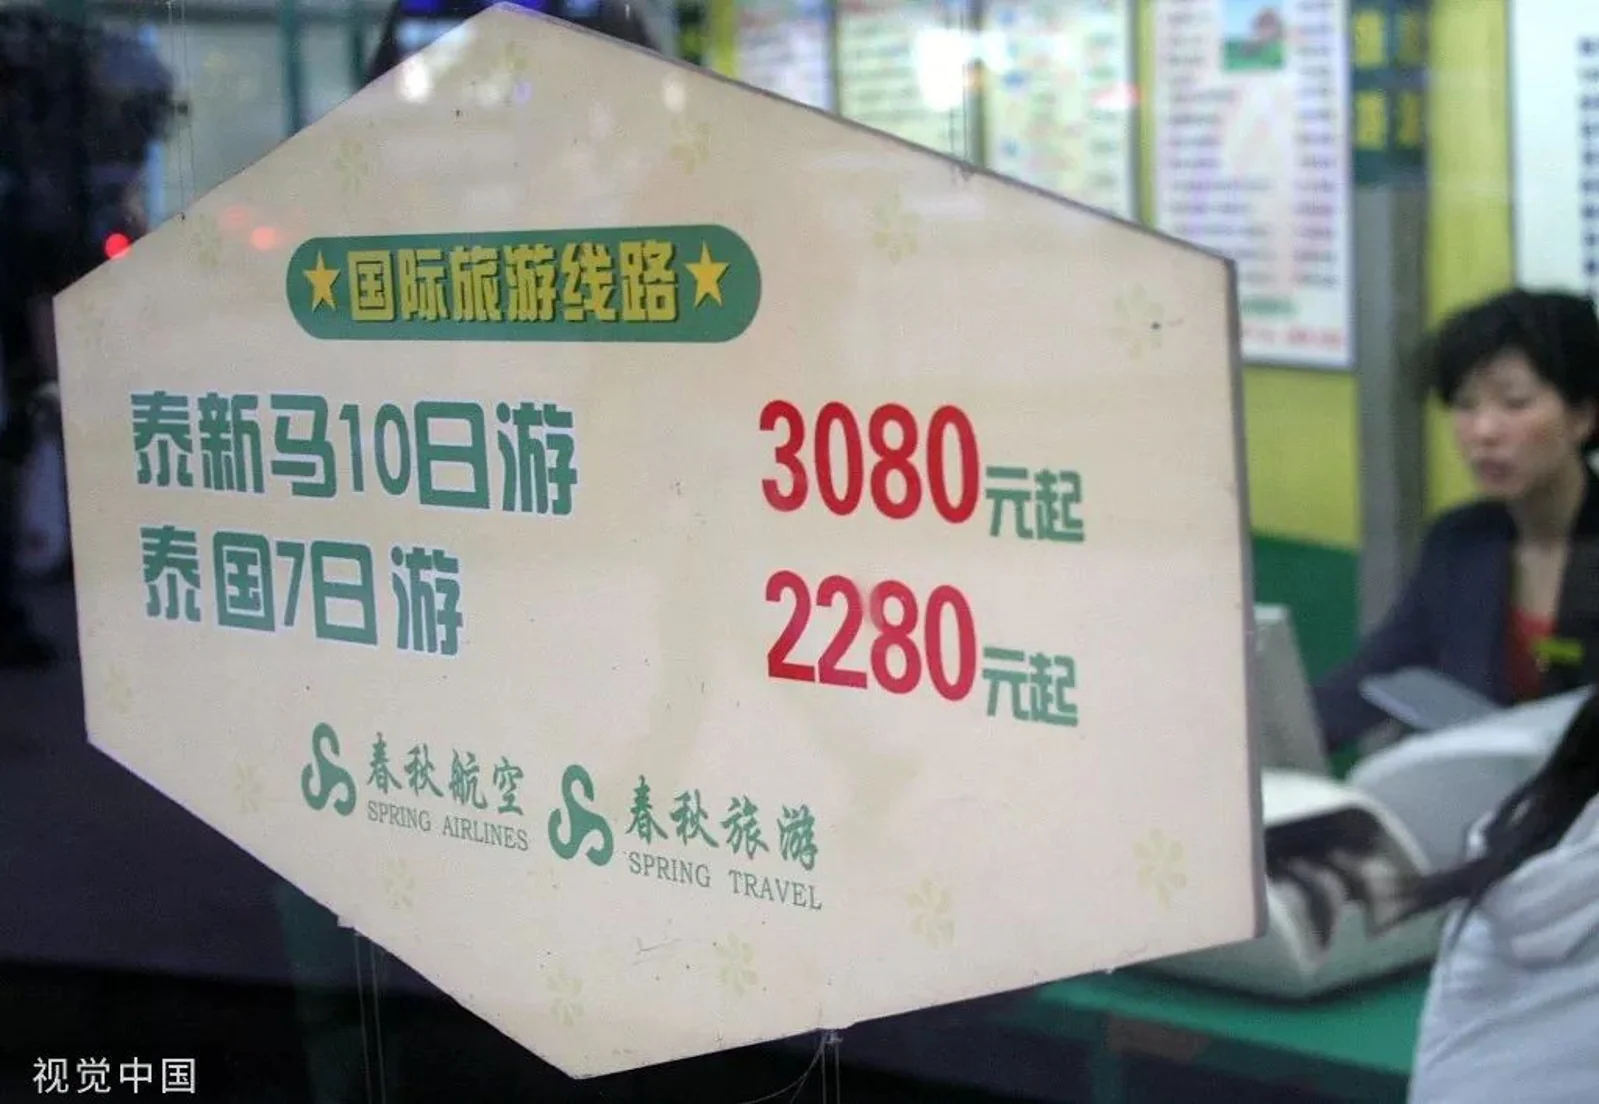 国际旅游线路
泰新马10日游 3080元起
泰国7日游 2280元起
春秋航空 春秋旅游
SPRING AIRLINES SPRING TRAVEL
视觉中国